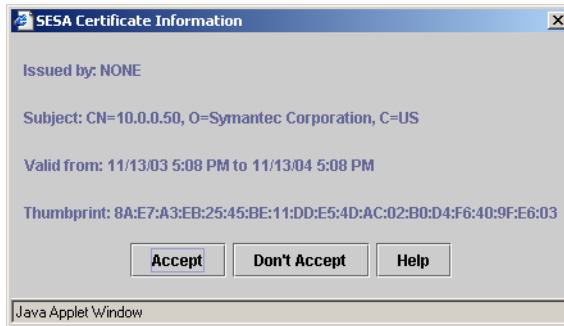 SESA Certificate Information
Issued by: NONE
Subject: CN=10.0.0.50, O=Symantec Corporation, C=US
Valid from: 11/13/03 5:08 PM to 11/13/04 5:08 PM
Thumbprint: 8A:E7:A3:EB:25:45:BE:11:DD:E5:4D:AC:02:B0:D4:F6:40:9F:E6:03
Accept Don't Accept Help
Java Applet Window